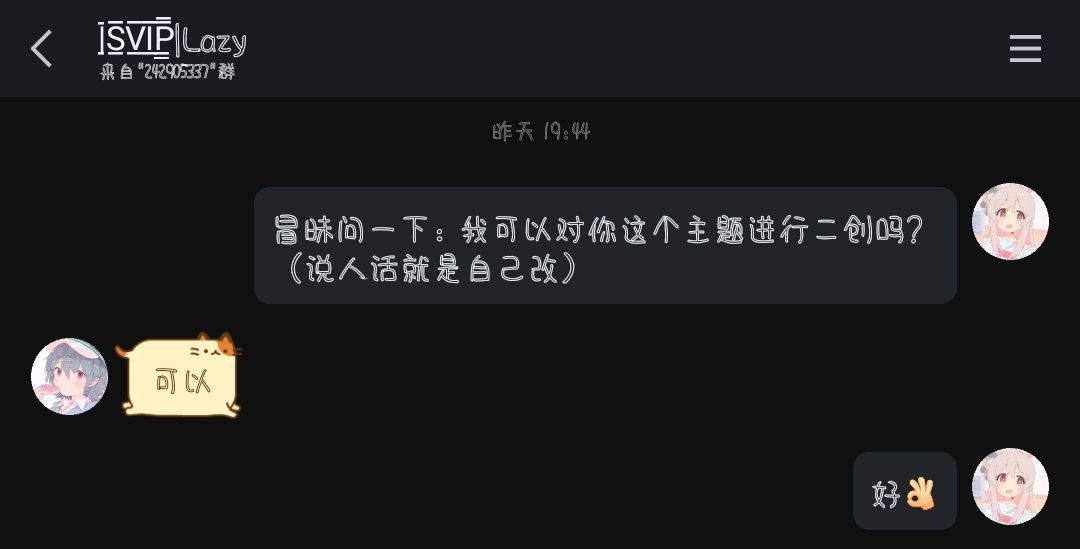 ISVIP|Lazy
来自"242905337"群
昨天 19:44
冒昧问一下：我可以对你这个主题进行二创吗？
（说人话就是自己改）
可以
好👌